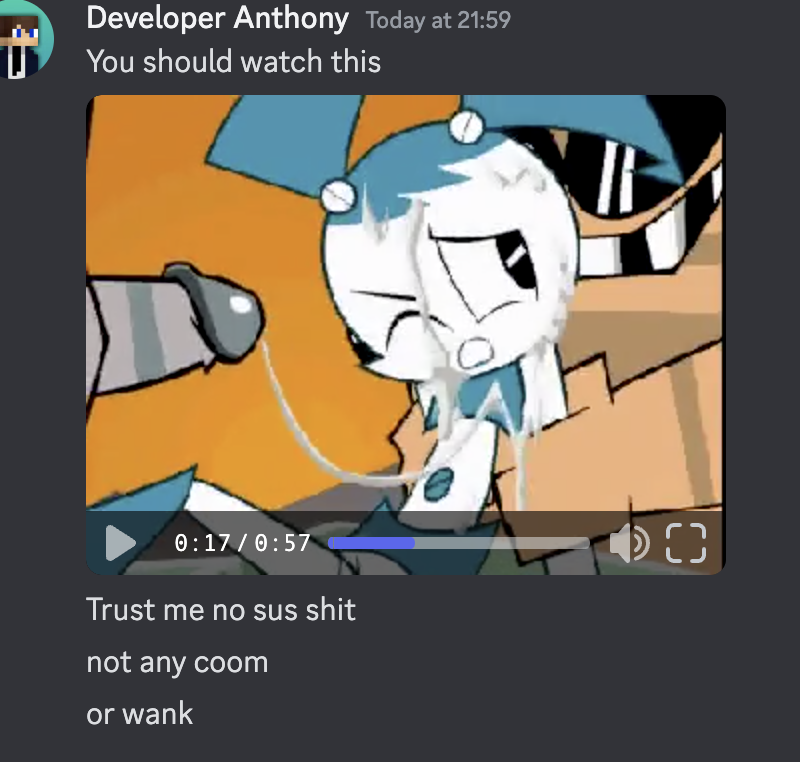 Developer Anthony Today at 21:59
You should watch this
0:17/0:57
Trust me no sus shit
not any coom
or wank